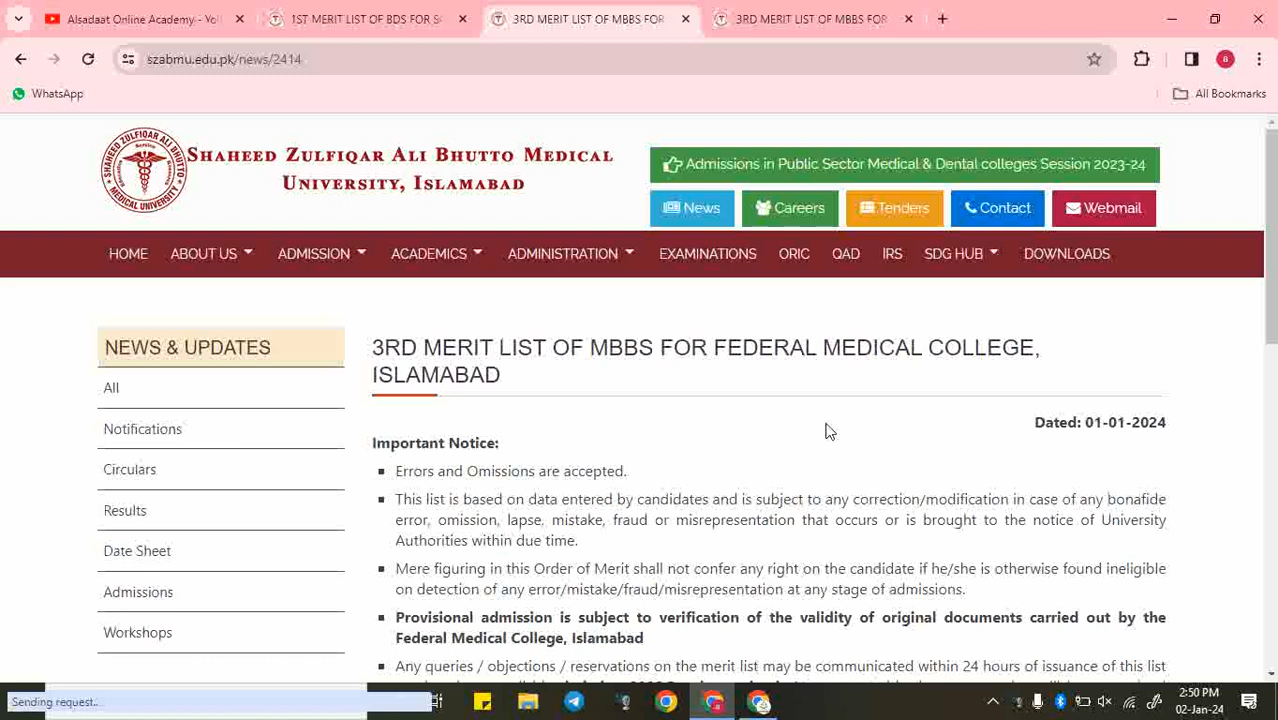 Alsadaat Online Academy - Yo
1ST MERIT LIST OF BDS FOR S
3RD MERIT LIST OF MBBS FOR
3RD MERIT LIST OF MBBS FOR
szabmu.edu.pk/news/2414
a
WhatsApp
All Bookmarks
SHAHEED ZULFIQAR ALI BHUTTO MEDICAL
UNIVERSITY, ISLAMABAD
Admissions in Public Sector Medical & Dental colleges Session 2023-24
News
Careers
Tenders
Contact
Webmail
HOME ABOUT US ADMISSION ACADEMICS ADMINISTRATION EXAMINATIONS ORIC QAD IRS SDG HUB DOWNLOADS
NEWS & UPDATES
All
Notifications
Circulars
Results
Date Sheet
Admissions
Workshops
3RD MERIT LIST OF MBBS FOR FEDERAL MEDICAL COLLEGE,
ISLAMABAD
Dated: 01-01-2024
Important Notice:
Errors and Omissions are accepted.
This list is based on data entered by candidates and is subject to any correction/modification in case of any bonafide
error, omission, lapse, mistake, fraud or misrepresentation that occurs or is brought to the notice of University
Authorities within due time.
Mere figuring in this Order of Merit shall not confer any right on the candidate if he/she is otherwise found ineligible
on detection of any error/mistake/fraud/misrepresentation at any stage of admissions.
Provisional admission is subject to verification of the validity of original documents carried out by the
Federal Medical College, Islamabad
Any queries / objections / reservations on the merit list may be communicated within 24 hours of issuance of this list
Sending request...
2:50 PM
02-Jan-24